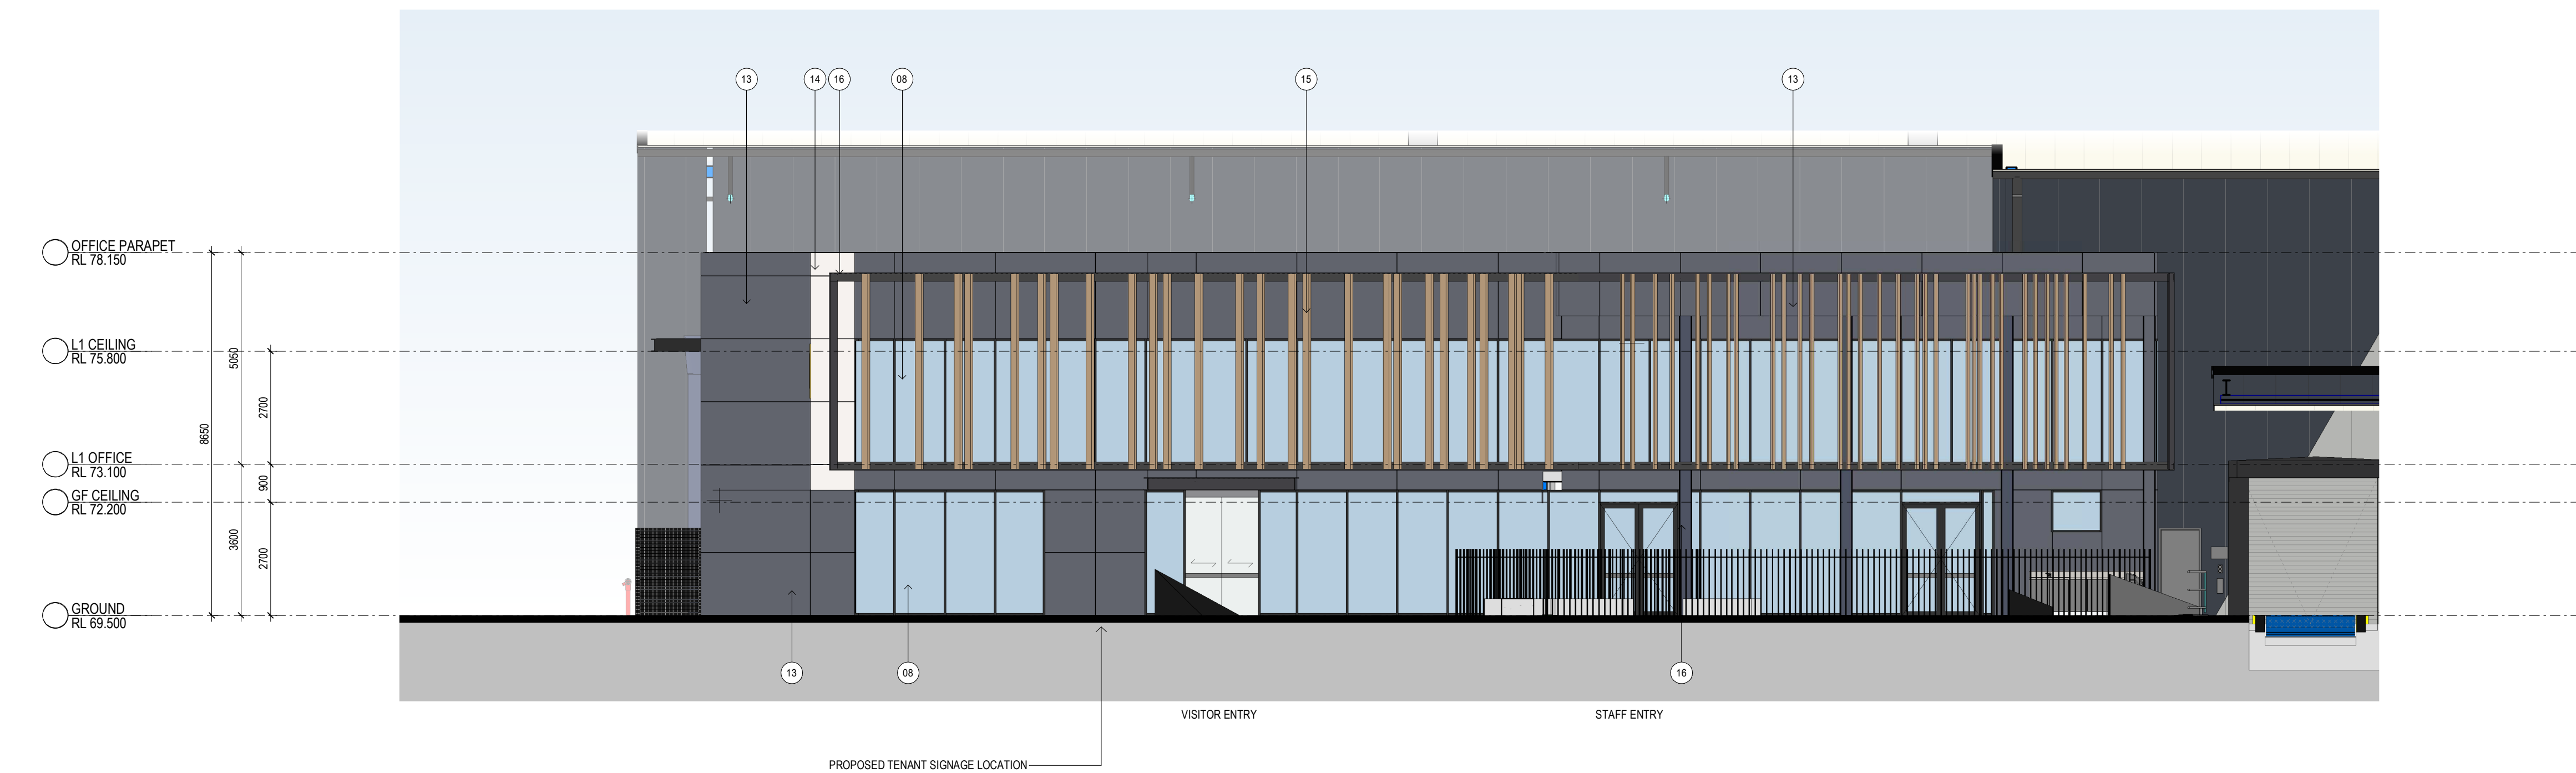 13
14
16
08
15
13
OFFICE PARAPET
RL 78.150
L1 CEILING
RL 75.800
5050
2700
8650
L1 OFFICE
RL 73.100
900
GF CEILING
RL 72.200
3600
2700
GROUND
RL 69.500
13
08
16
VISITOR ENTRY
STAFF ENTRY
PROPOSED TENANT SIGNAGE LOCATION